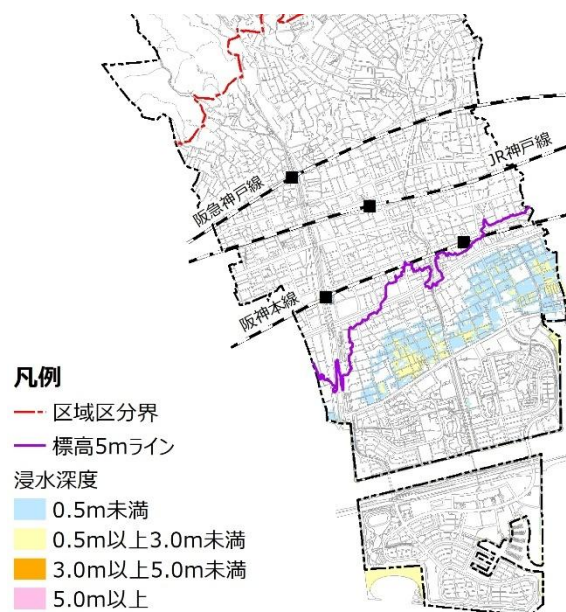 阪急神戸線
JR神戸線
阪神本線
凡例
区域区分界
標高5mライン
浸水深度
0.5m未満
0.5m以上3.0m未満
3.0m以上5.0m未満
5.0m以上